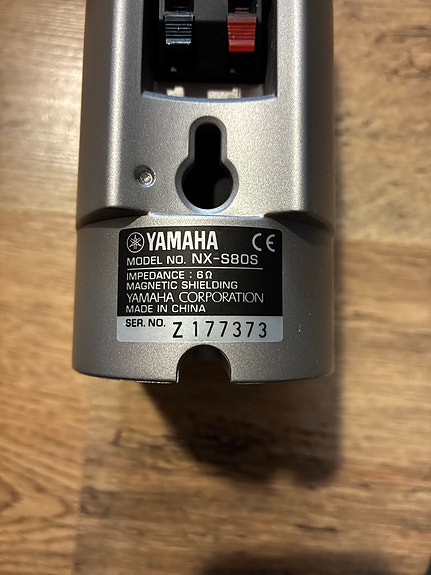 YAMAHA CE
MODEL NO. NX-S80S
IMPEDANCE : 6Ω
MAGNETIC SHIELDING
YAMAHA CORPORATION
MADE IN CHINA
SER. NO. Z 177373